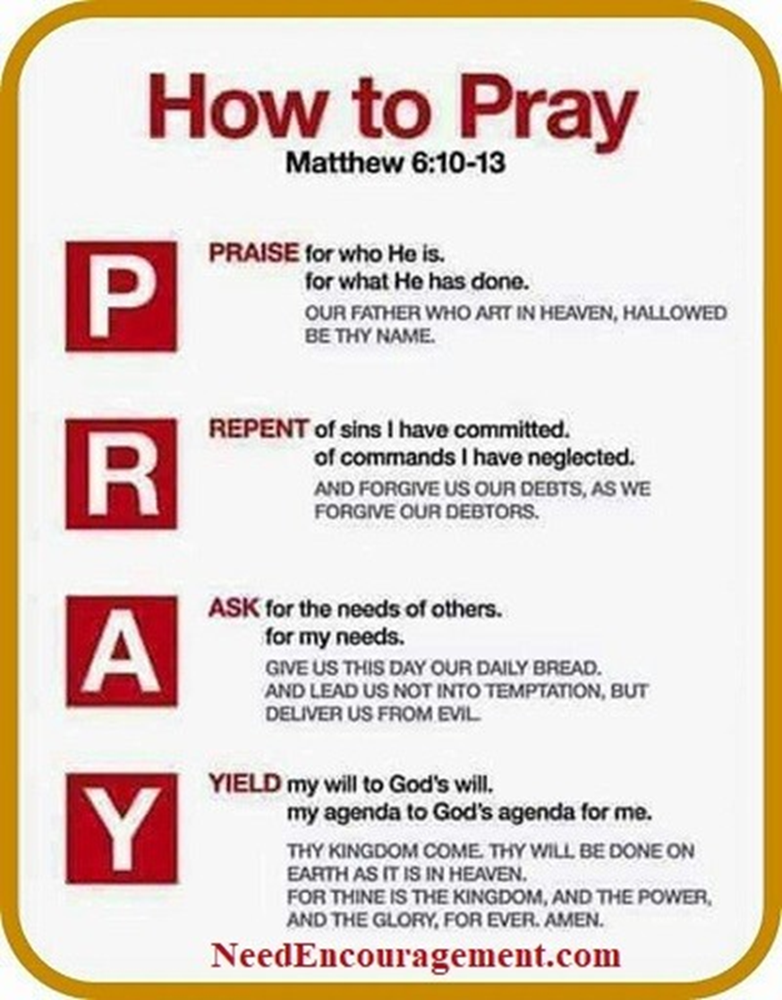 How to Pray
Matthew 6:10-13
P
PRAISE for who He is.
for what He has done.
OUR FATHER WHO ART IN HEAVEN, HALLOWED
BE THY NAME.
R
REPENT of sins I have committed.
of commands I have neglected.
AND FORGIVE US OUR DEBTS, AS WE
FORGIVE OUR DEBTORS.
A
ASK for the needs of others.
for my needs.
GIVE US THIS DAY OUR DAILY BREAD.
AND LEAD US NOT INTO TEMPTATION, BUT
DELIVER US FROM EVIL.
Y
YIELD my will to God's will.
my agenda to God's agenda for me.
THY KINGDOM COME. THY WILL BE DONE ON
EARTH AS IT IS IN HEAVEN.
FOR THINE IS THE KINGDOM, AND THE POWER,
AND THE GLORY, FOR EVER. AMEN.
NeedEncouragement.com